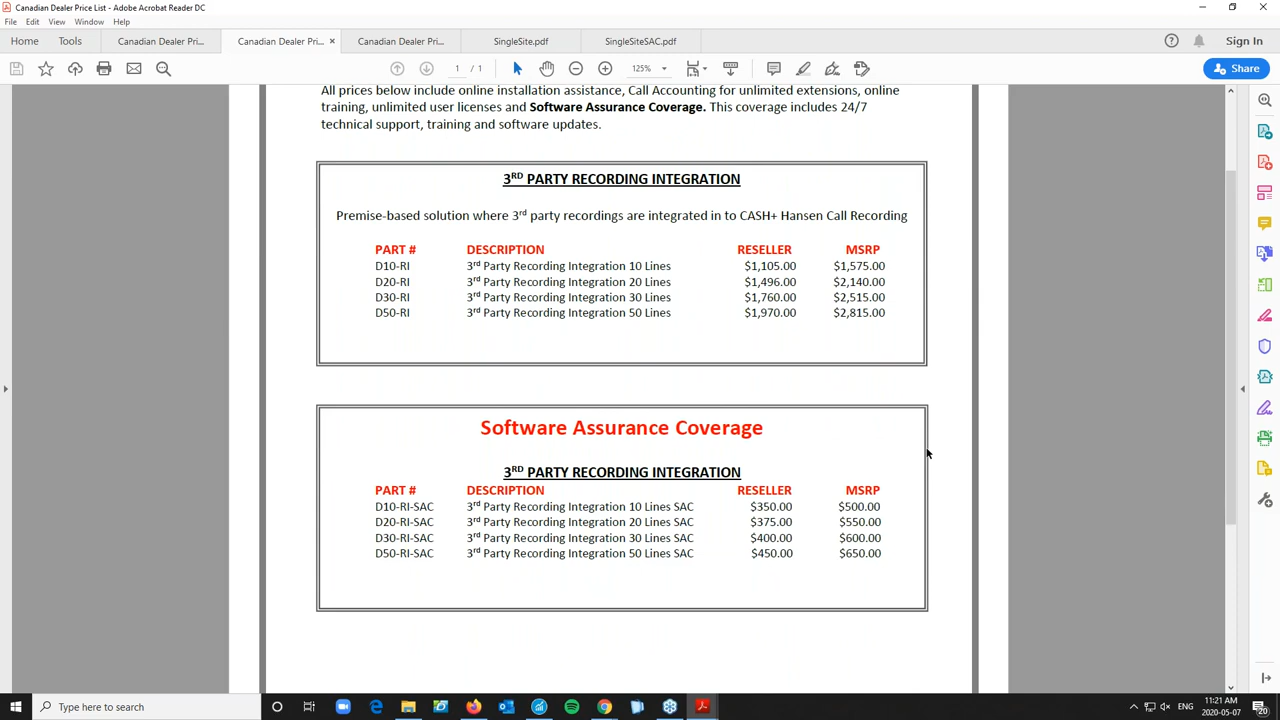 Canadian Dealer Price List - Adobe Acrobat Reader DC
File Edit View Window Help
Home Tools Canadian Dealer Pri... Canadian Dealer Pri... × Canadian Dealer Pri... SingleSite.pdf SingleSiteSAC.pdf Sign In
1 / 1 125% Share
All prices below include online installation assistance, Call Accounting for unlimited extensions, online
training, unlimited user licenses and Software Assurance Coverage. This coverage includes 24/7
technical support, training and software updates.
3RD PARTY RECORDING INTEGRATION
Premise-based solution where 3rd party recordings are integrated in to CASH+ Hansen Call Recording
PART # DESCRIPTION RESELLER MSRP
D10-RI 3rd Party Recording Integration 10 Lines $1,105.00 $1,575.00
D20-RI 3rd Party Recording Integration 20 Lines $1,496.00 $2,140.00
D30-RI 3rd Party Recording Integration 30 Lines $1,760.00 $2,515.00
D50-RI 3rd Party Recording Integration 50 Lines $1,970.00 $2,815.00
Software Assurance Coverage
3RD PARTY RECORDING INTEGRATION
PART # DESCRIPTION RESELLER MSRP
D10-RI-SAC 3rd Party Recording Integration 10 Lines SAC $350.00 $500.00
D20-RI-SAC 3rd Party Recording Integration 20 Lines SAC $375.00 $550.00
D30-RI-SAC 3rd Party Recording Integration 30 Lines SAC $400.00 $600.00
D50-RI-SAC 3rd Party Recording Integration 50 Lines SAC $450.00 $650.00
Type here to search ENG 11:21 AM
2020-05-07 20